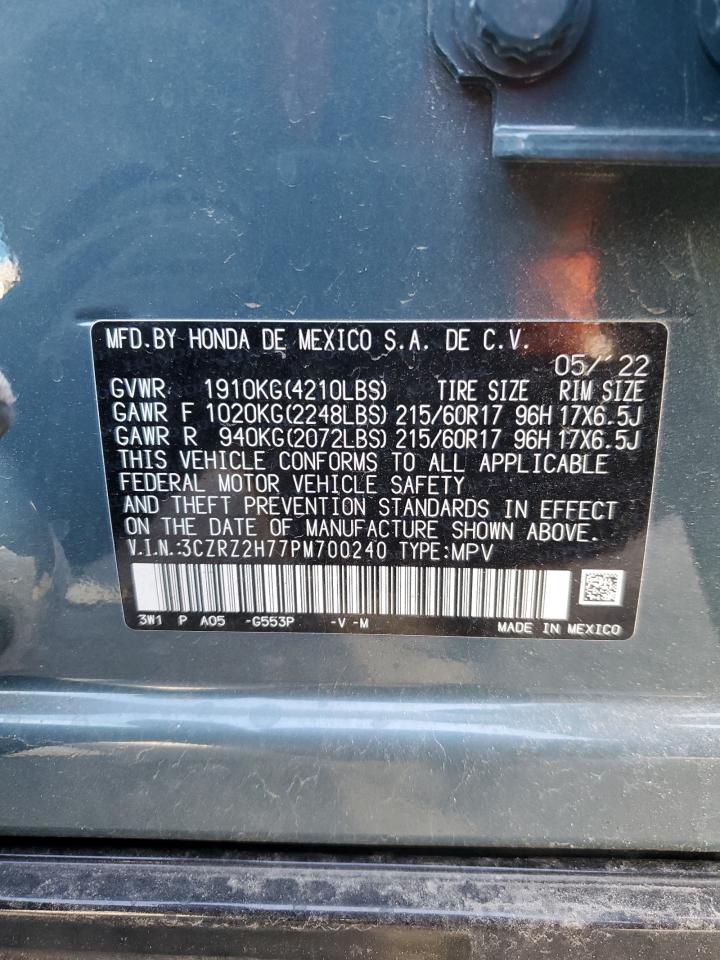 MFD.BY HONDA DE MEXICO S.A. DE C.V.
05/'22
GVWR 1910KG(4210LBS) TIRE SIZE RIM SIZE
GAWR F 1020KG(2248LBS) 215/60R17 96H 17X6.5J
GAWR R 940KG(2072LBS) 215/60R17 96H 17X6.5J
THIS VEHICLE CONFORMS TO ALL APPLICABLE
FEDERAL MOTOR VEHICLE SAFETY
AND THEFT PREVENTION STANDARDS IN EFFECT
ON THE DATE OF MANUFACTURE SHOWN ABOVE.
V.I.N.:3CZRZ2H77PM700240 TYPE:MPV
3W1 P A05 -G553P -V -M MADE IN MEXICO